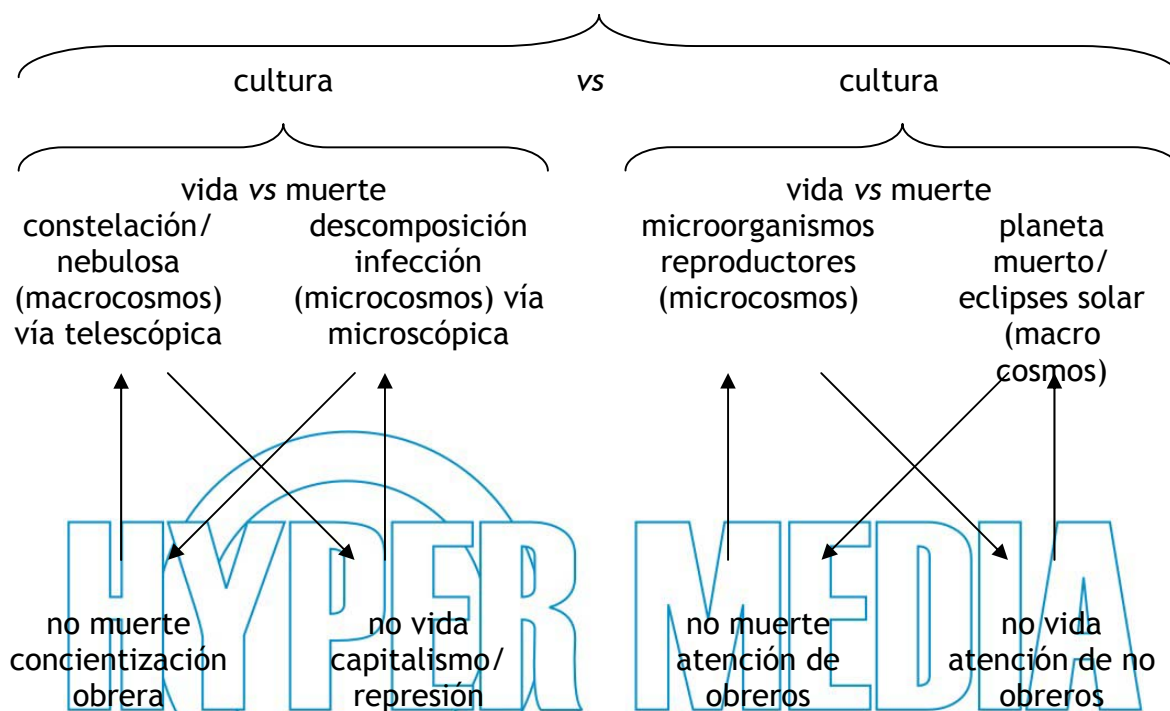 cultura vs cultura
vida vs muerte
constelación/
nebulosa
(macrocosmos)
vía telescópica
descomposición
infección
(microcosmos) vía
microscópica
vida vs muerte
microorganismos
reproductores
(microcosmos)
planeta
muerto/
eclipses solar
(macro
cosmos)
HYPER MEDIA
no muerte
concientización
obrera
no vida
capitalismo/
represión
no muerte
atención de
obreros
no vida
atención de no
obreros